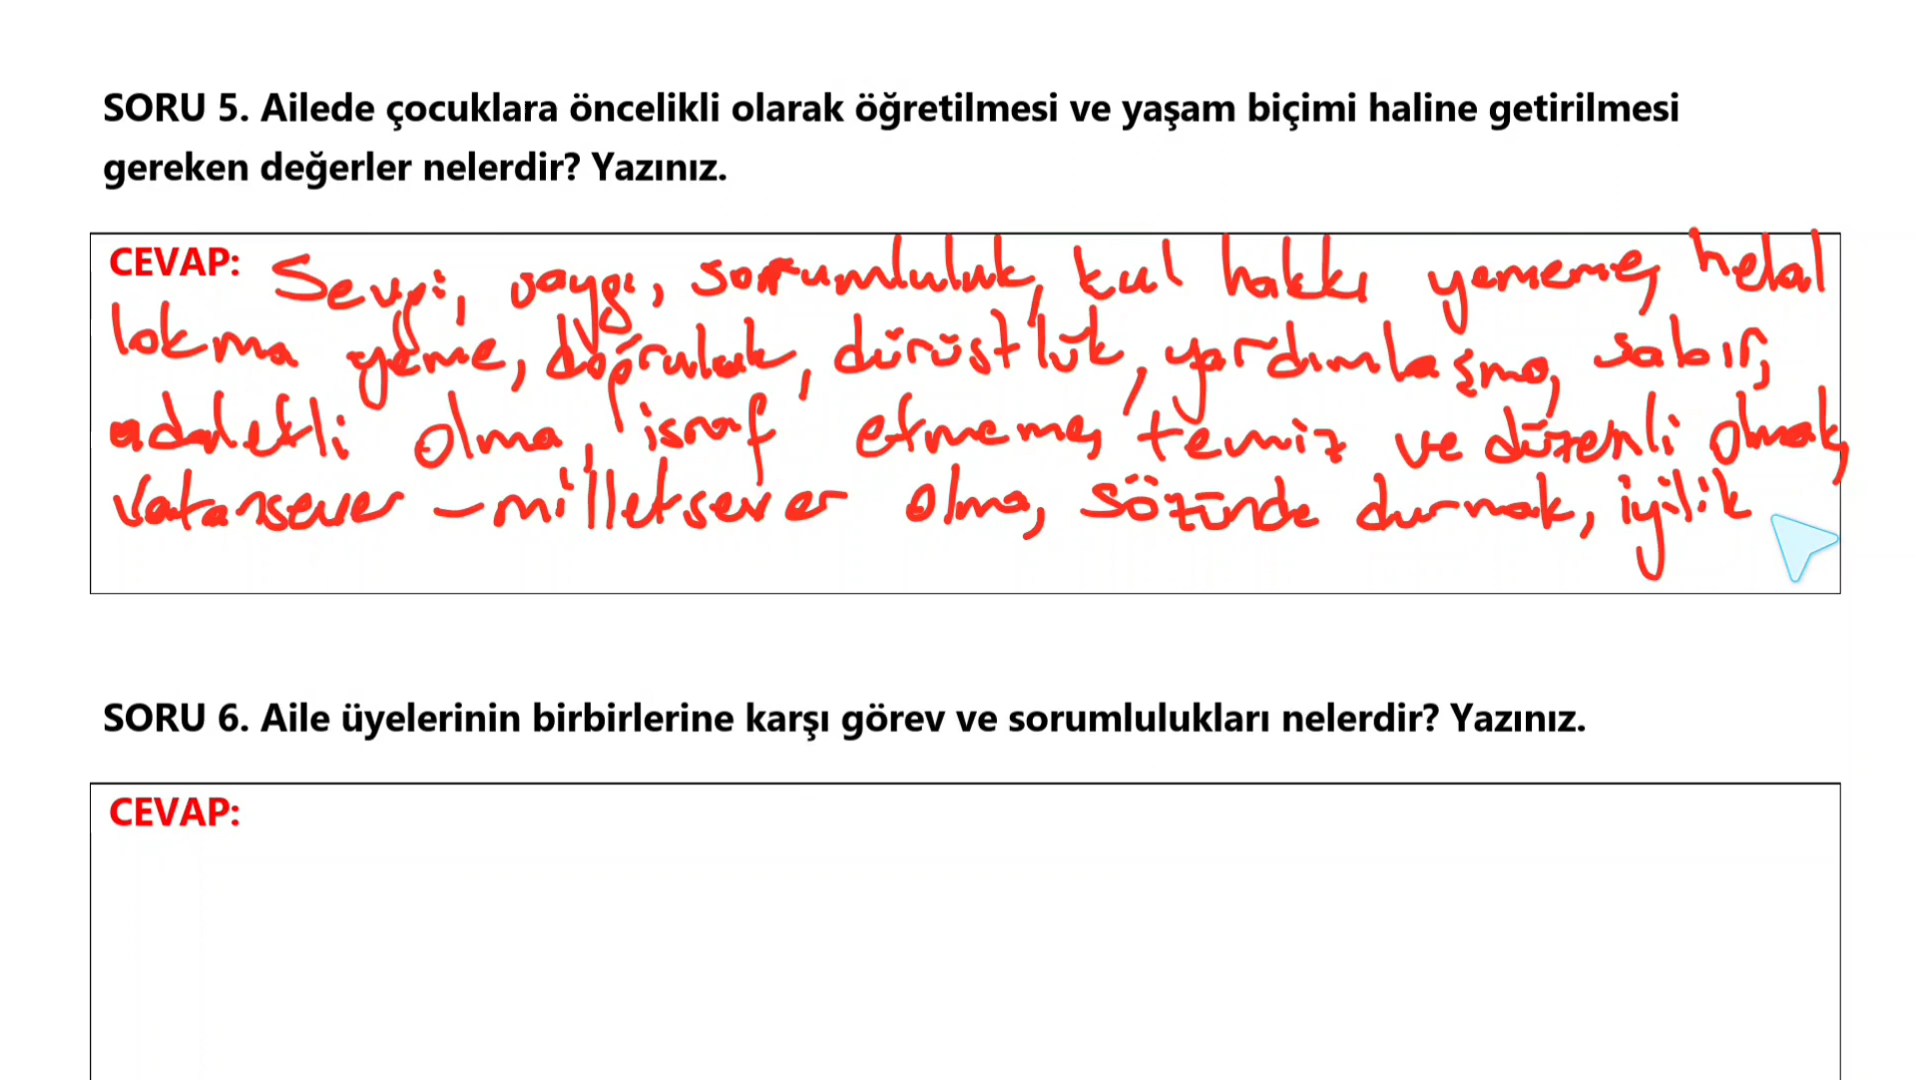 SORU 5. Ailede çocuklara öncelikli olarak öğretilmesi ve yaşam biçimi haline getirilmesi
gereken değerler nelerdir? Yazınız.
CEVAP: Sevgi, saygı, sorumluluk, kul hakkı yememe, helal
lokma yeme, doğruluk, dürüstlük, yardımlaşma, sabır,
adaletli olma, israf etmeme, temiz ve düzenli olmak,
vatansever - milletsever olma, sözünde durmak, iyilik
SORU 6. Aile üyelerinin birbirlerine karşı görev ve sorumlulukları nelerdir? Yazınız.
CEVAP: